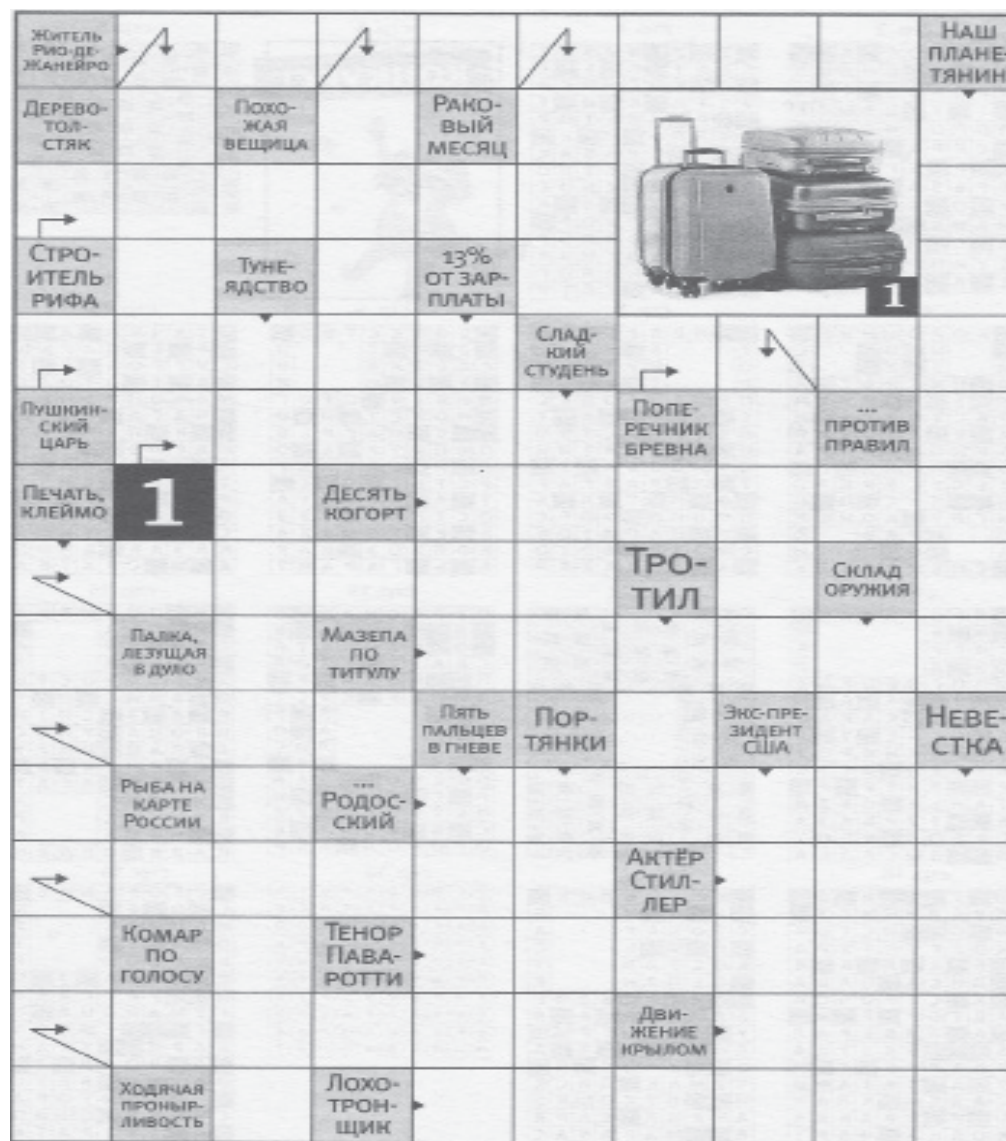 Житель
Рио-де-
Жанейро
Наш
плане-
тянин
Дерево-
тол-
стяк
Похо-
жая
вещица
Рако-
вый
месяц
Стро-
итель
рифа
Туне-
ядство
13%
от зар-
платы
1
Слад-
кий
студень
Пушкин-
ский
царь
Попе-
речник
бревна
...
против
правил
Печать,
клеймо
1
Десять
когорт
Тро-
тил
Склад
оружия
Палка,
лезущая
в дуло
Мазепа
по
титулу
Пять
пальцев
в гневе
Пор-
тянки
Экс-пре-
зидент
США
Неве-
стка
Рыба на
карте
России
...
Родос-
ский
Актёр
Стил-
лер
Комар
по
голосу
Тенор
Пава-
ротти
Дви-
жение
крылом
Ходячая
проныр-
ливость
Лохо-
трон-
щик